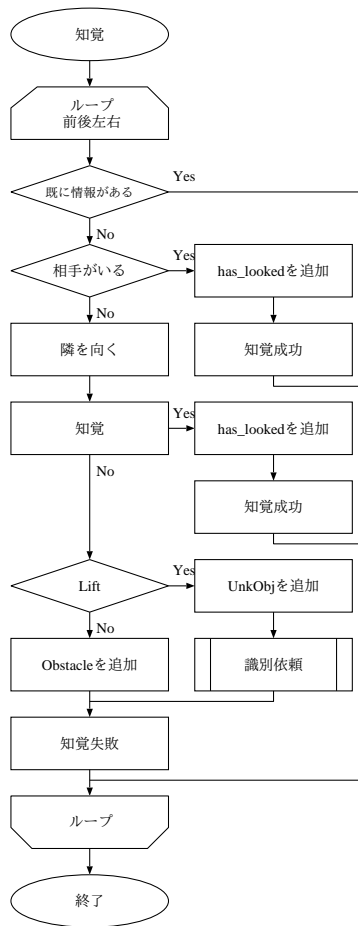 知覚
ループ
前後左右
既に情報がある
Yes
No
相手がいる
Yes
has_lookedを追加
No
隣を向く
知覚成功
知覚
Yes
has_lookedを追加
No
知覚成功
Lift
Yes
UnkObjを追加
No
Obstacleを追加
識別依頼
知覚失敗
ループ
終了